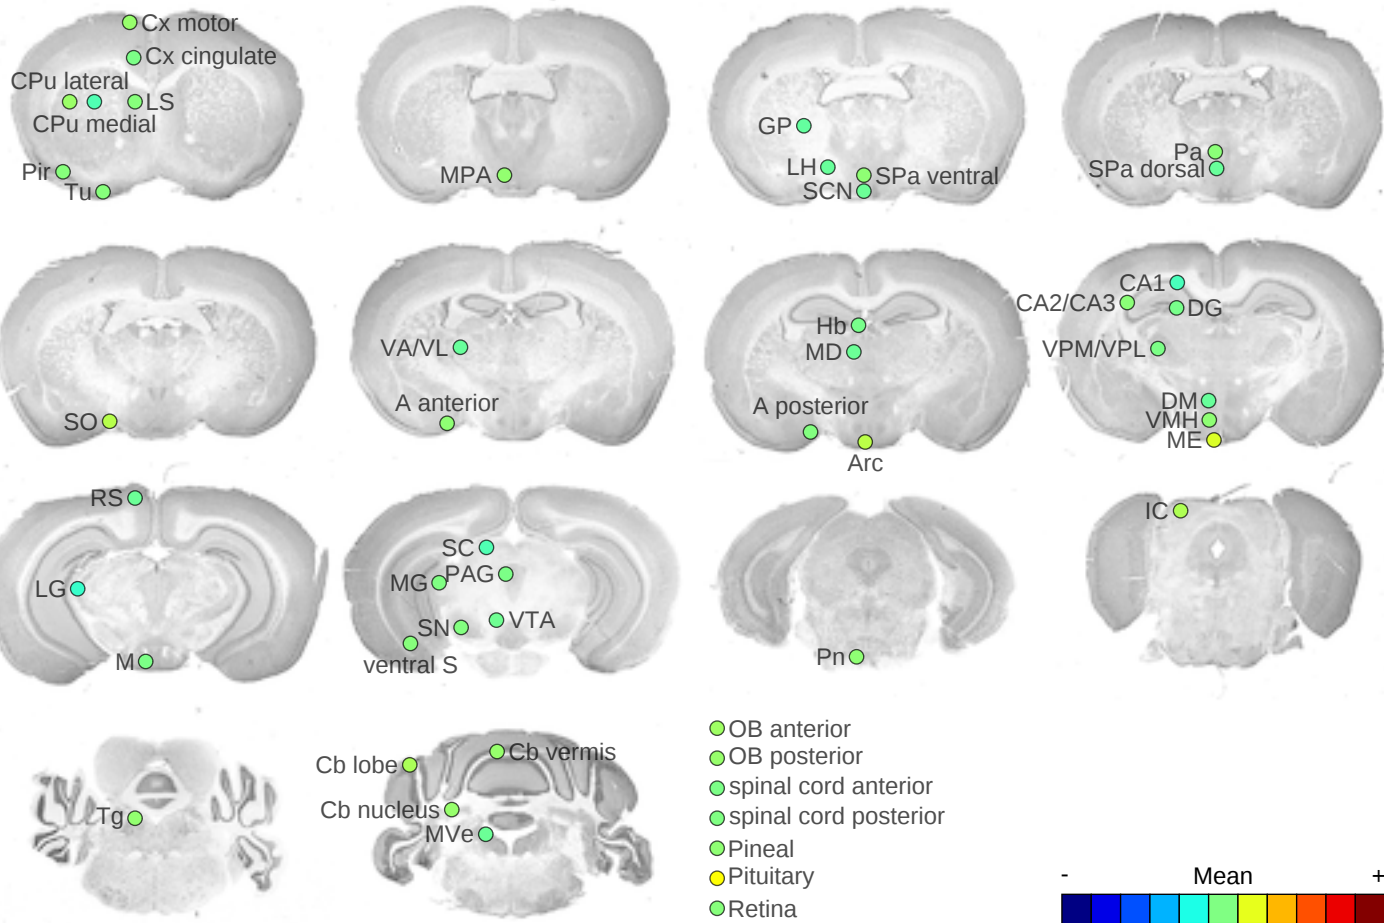 Cx motor
Cx cingulate
CPu lateral
LS
CPu medial
Pir
Tu
MPA
GP
LH
SPa ventral
SCN
Pa
SPa dorsal
SO
VA/VL
A anterior
Hb
MD
A posterior
Arc
CA1
CA2/CA3
DG
VPM/VPL
DM
VMH
ME
RS
LG
M
SC
PAG
MG
VTA
SN
ventral S
Pn
IC
Tg
Cb vermis
Cb lobe
Cb nucleus
MVe
OB anterior
OB posterior
spinal cord anterior
spinal cord posterior
Pineal
Pituitary
Retina
- Mean +